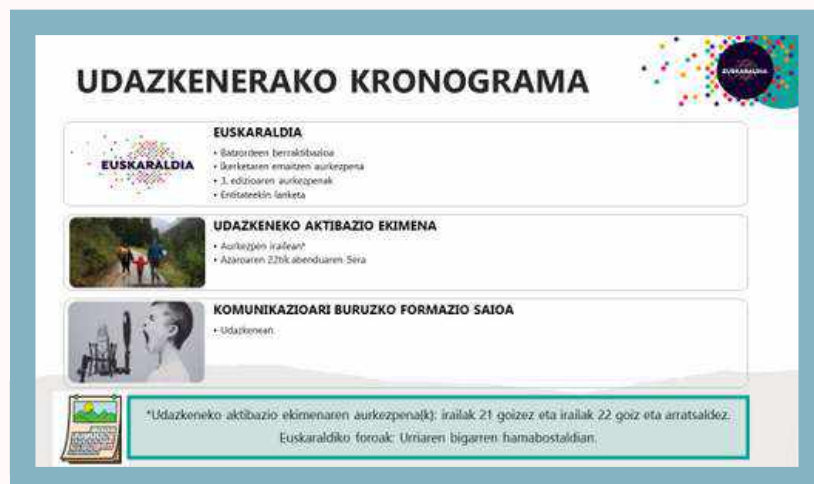 UDAZKENERAKO KRONOGRAMA
EUSKARALDIA
EUSKARALDIA
EUSKARALDIA
• Batzordeen berraktibazioa
• Ikerketaren emaitzen aurkezpena
• 3. edizioaren aurkezpenak
• Entitateekin lanketa
UDAZKENEKO AKTIBAZIO EKIMENA
• Aurkezpen irailean*
• Azaroaren 22tik abenduaren 5era
KOMUNIKAZIOARI BURUZKO FORMAZIO SAIOA
• Udazkenean
*Udazkeneko aktibazio ekimenaren aurkezpena(k): irailak 21 goizez eta irailak 22 goiz eta arratsaldez.
Euskaraldiko foroak: Urriaren bigarren hamabostaldian.